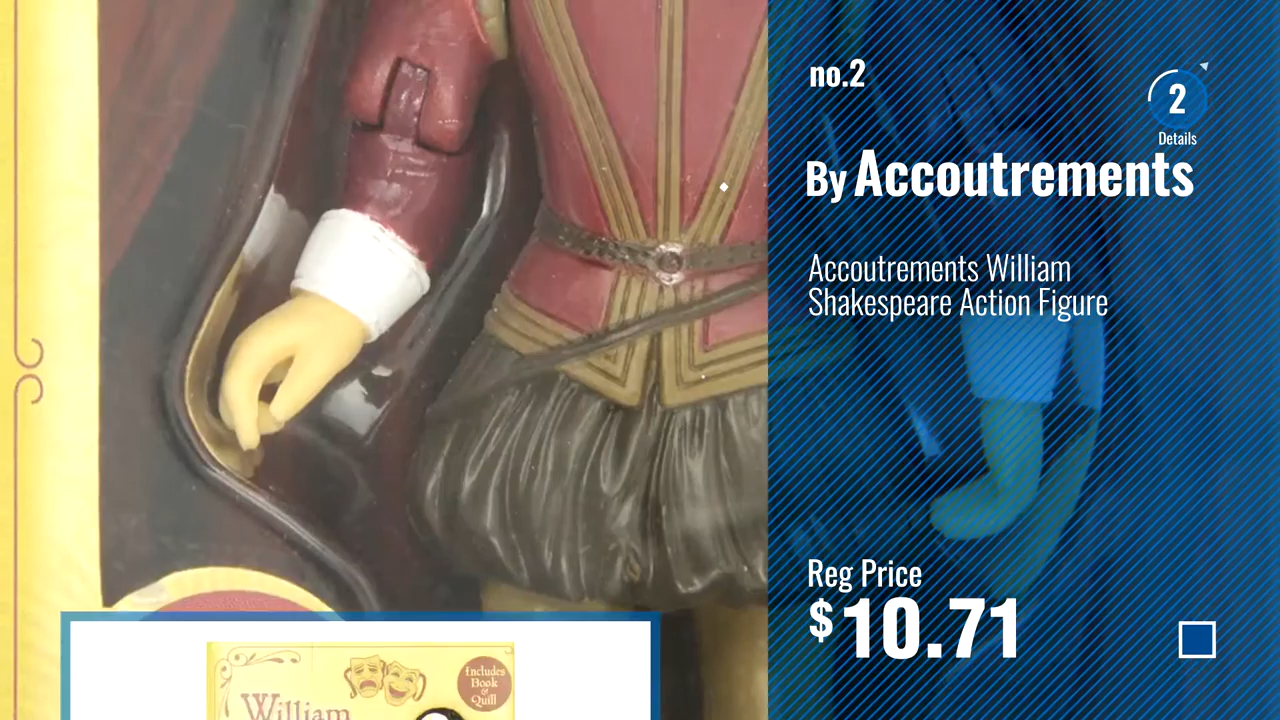 no.2
2
Details
By Accoutrements
Accoutrements William
Shakespeare Action Figure
Reg Price
$10.71
Includes
Book
&
Quill
William